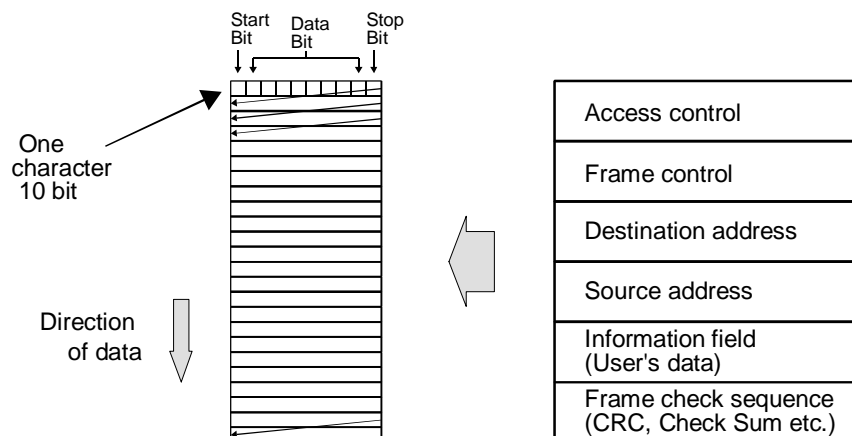 Start
Bit
Data
Bit
Stop
Bit
One
character
10 bit
Direction
of data
Access control
Frame control
Destination address
Source address
Information field
(User's data)
Frame check sequence
(CRC, Check Sum etc.)